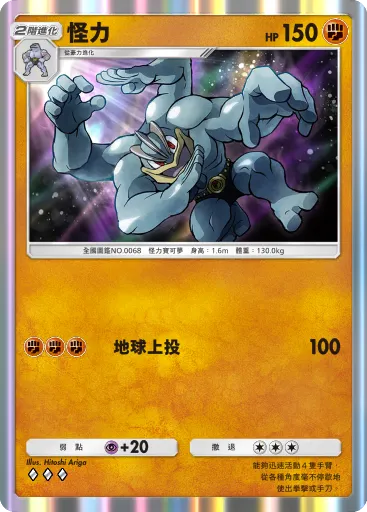 2階進化
怪力
HP 150
從豪力進化
全國圖鑑NO.0068 怪力寶可夢 身高:1.6m 體重:130.0kg
地球上投 100
弱點 +20
撤退
Illus. Hitoshi Ariga
能夠迅速活動4隻手臂
從各種角度毫不停歇地
使出拳擊或手刀。